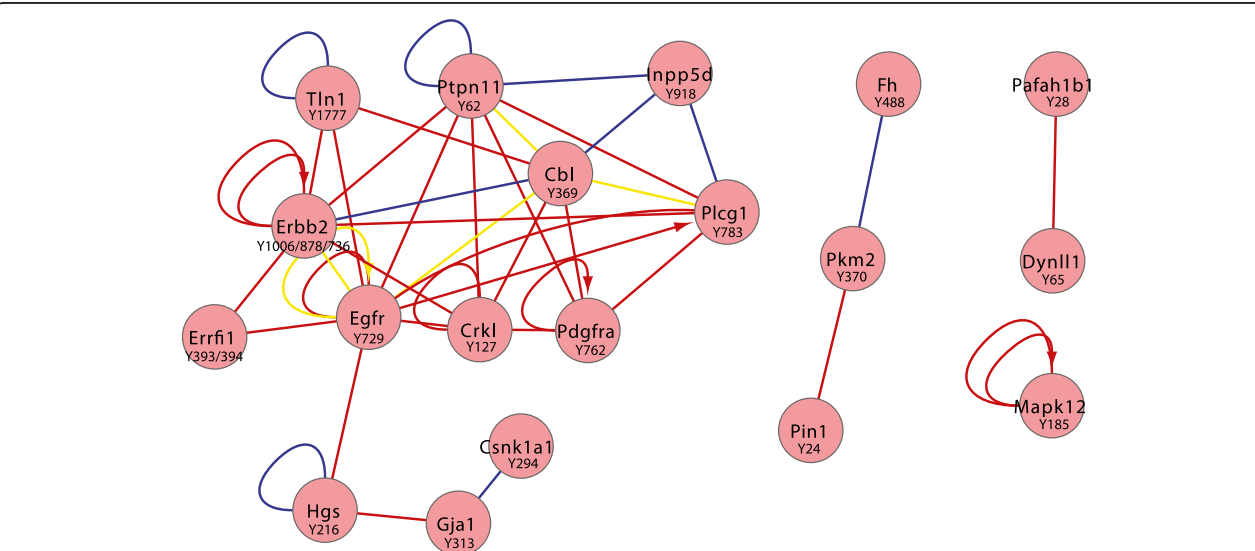 Tln1
Y1777
Ptpn11
Y62
Inpp5d
Y918
Fh
Y488
Pafah1b1
Y28
Cbl
Y369
Plcg1
Y783
Erbb2
Y1006/878/736
Pkm2
Y370
Dynll1
Y65
Egfr
Y729
Errfi1
Y393/394
Crkl
Y127
Pdgfra
Y762
Mapk12
Y185
Pin1
Y24
Csnk1a1
Y294
Hgs
Y216
Gja1
Y313